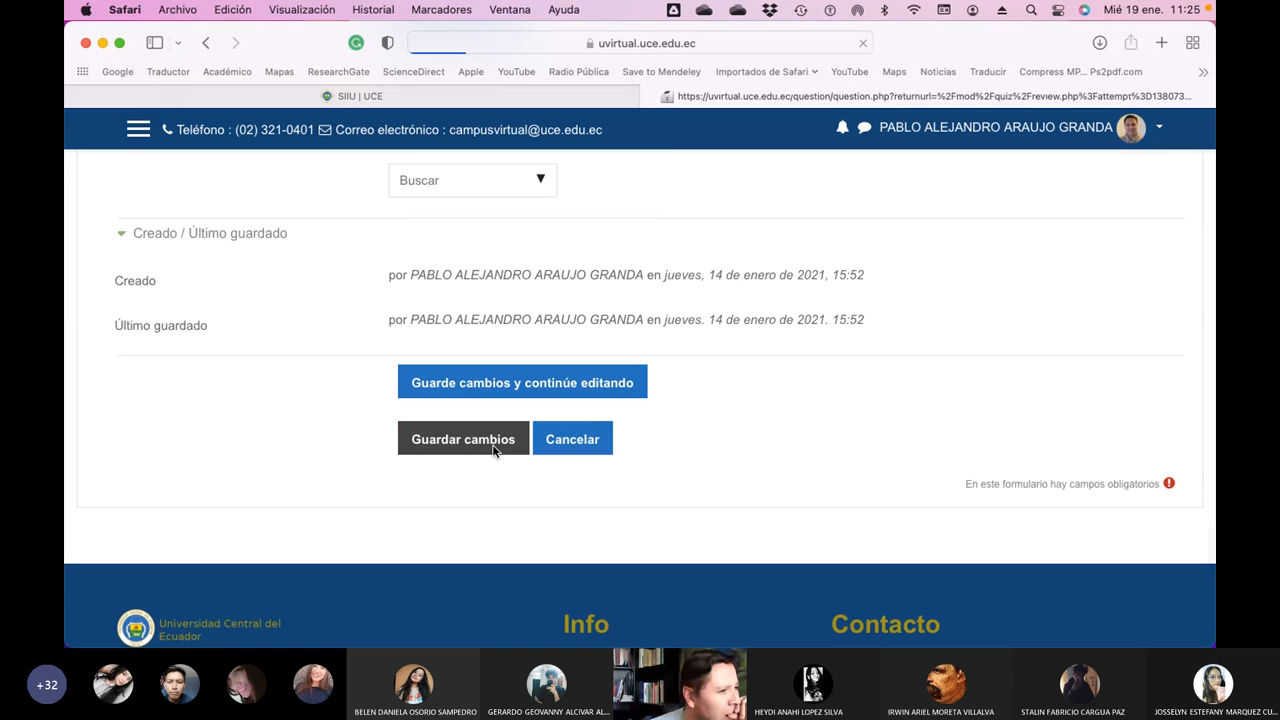 Safari Archivo Edición Visualización Historial Marcadores Ventana Ayuda Mié 19 ene. 11:25
uvirtual.uce.edu.ec
Google Traductor Académico Mapas ResearchGate ScienceDirect Apple YouTube Radio Pública Save to Mendeley Importados de Safari YouTube Maps Noticias Traducir Compress MP... Ps2pdf.com
SIIU | UCE https://uvirtual.uce.edu.ec/question/question.php?returnurl=%2Fmod%2Fquiz%2Freview.php%3Fattempt%3D138073...
Teléfono : (02) 321-0401 Correo electrónico : campusvirtual@uce.edu.ec PABLO ALEJANDRO ARAUJO GRANDA
Buscar
Creado / Último guardado
Creado por PABLO ALEJANDRO ARAUJO GRANDA en jueves, 14 de enero de 2021, 15:52
Último guardado por PABLO ALEJANDRO ARAUJO GRANDA en jueves. 14 de enero de 2021. 15:52
Guarde cambios y continúe editando
Guardar cambios Cancelar
En este formulario hay campos obligatorios
Universidad Central del
Ecuador
Info Contacto
+32
BELEN DANIELA OSORIO SAMPEDRO GERARDO GEOVANNY ALCIVAR AL... HEYDI ANAHI LOPEZ SILVA IRWIN ARIEL MORETA VILLALVA STALIN FABRICIO CARGUA PAZ JOSSELYN ESTEFANY MARQUEZ CU...